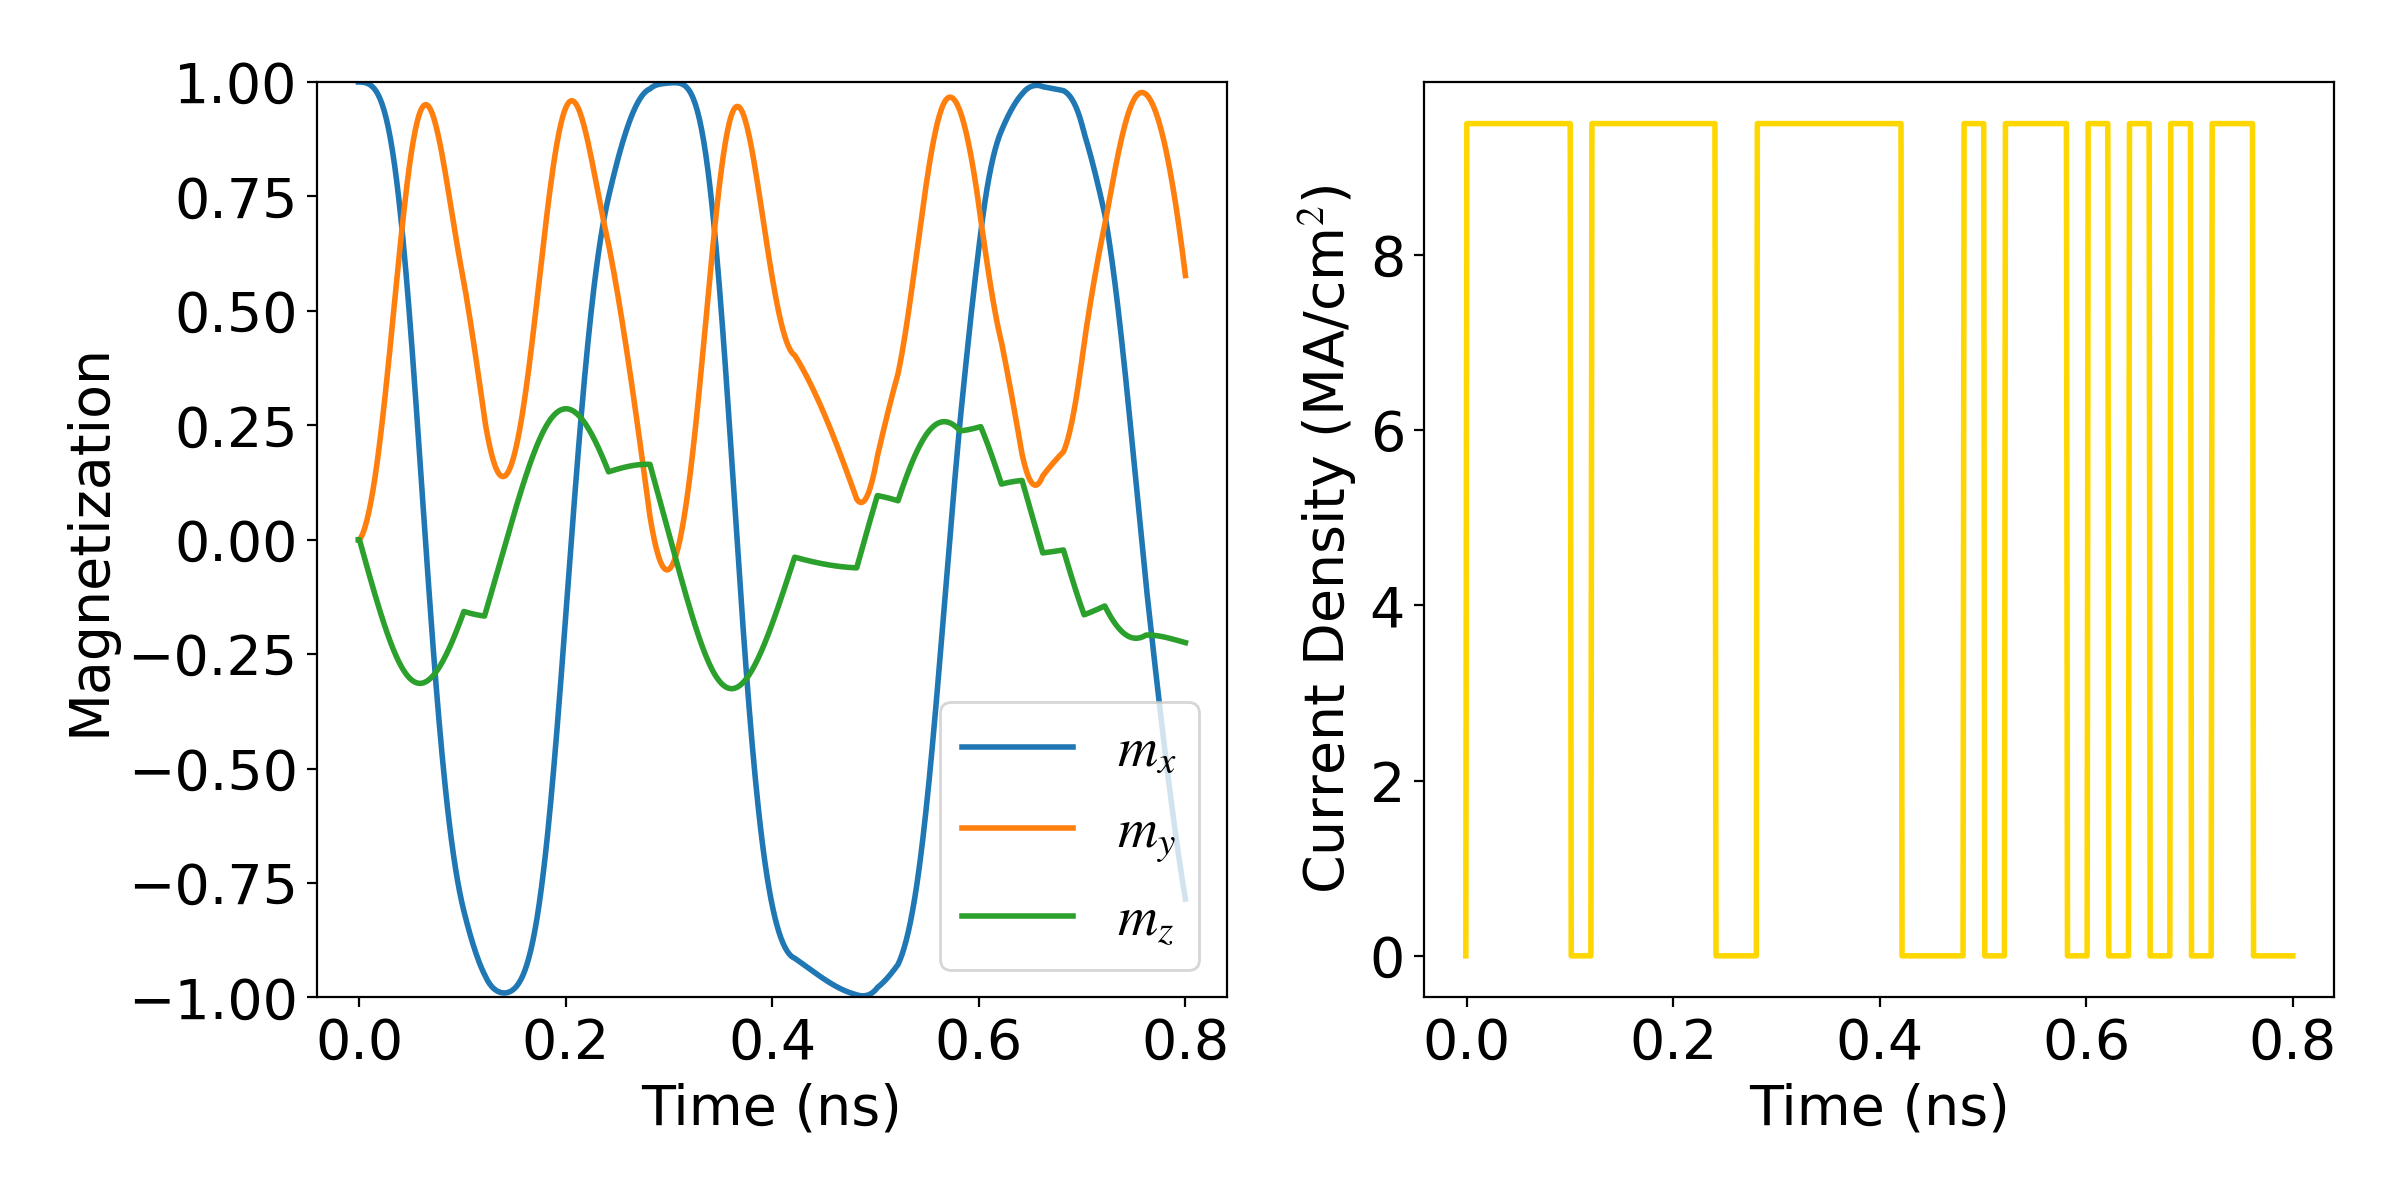 1.00
0.75
0.50
0.25
0.00
−0.25
−0.50
−0.75
−1.00
Magnetization
0.0 0.2 0.4 0.6 0.8
Time (ns)
m_x
m_y
m_z
8
6
4
2
0
Current Density (MA/cm²)
0.0 0.2 0.4 0.6 0.8
Time (ns)